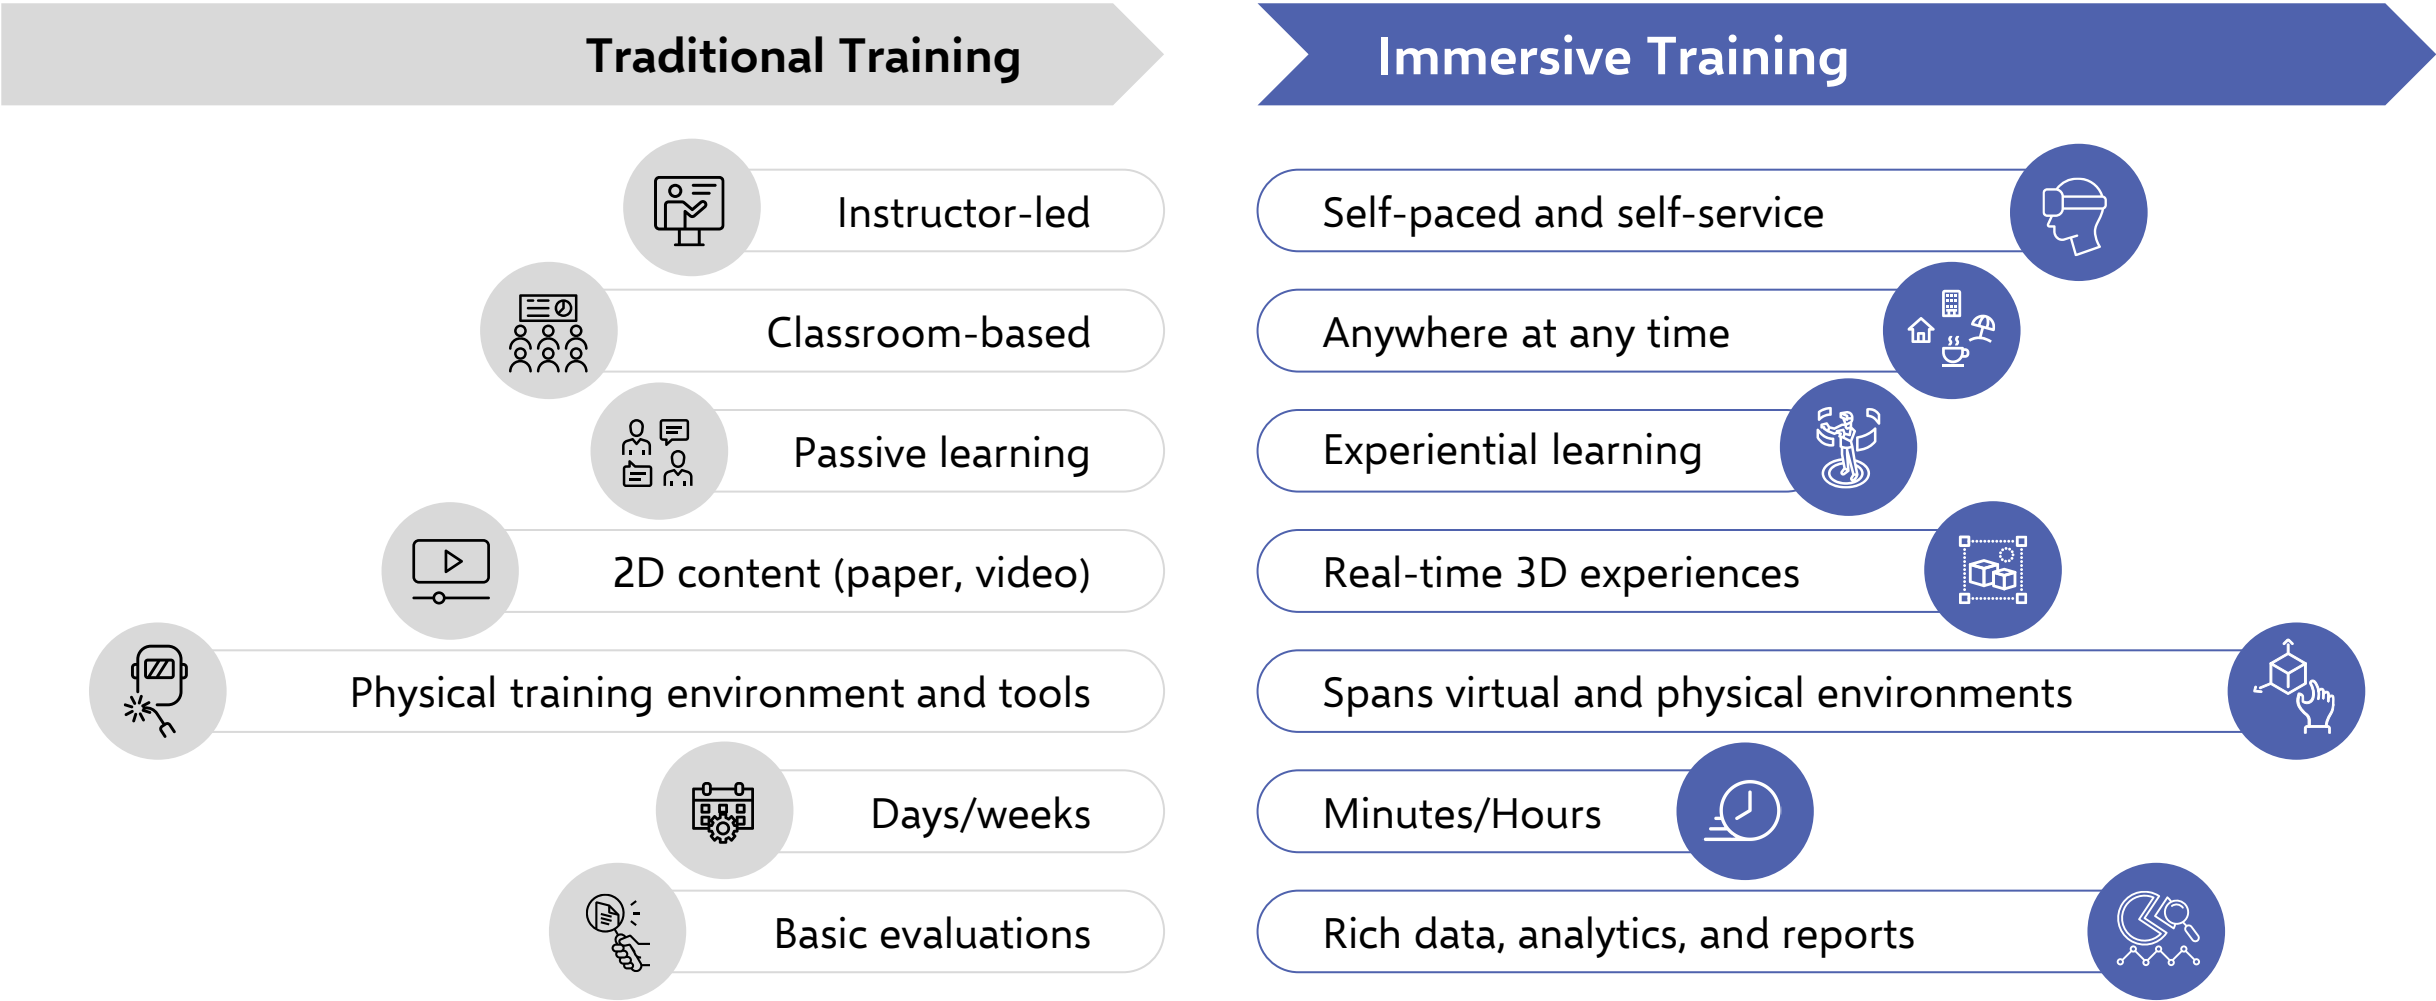 Traditional Training
Immersive Training
Instructor-led
Self-paced and self-service
Classroom-based
Anywhere at any time
Passive learning
Experiential learning
2D content (paper, video)
Real-time 3D experiences
Physical training environment and tools
Spans virtual and physical environments
Days/weeks
Minutes/Hours
Basic evaluations
Rich data, analytics, and reports